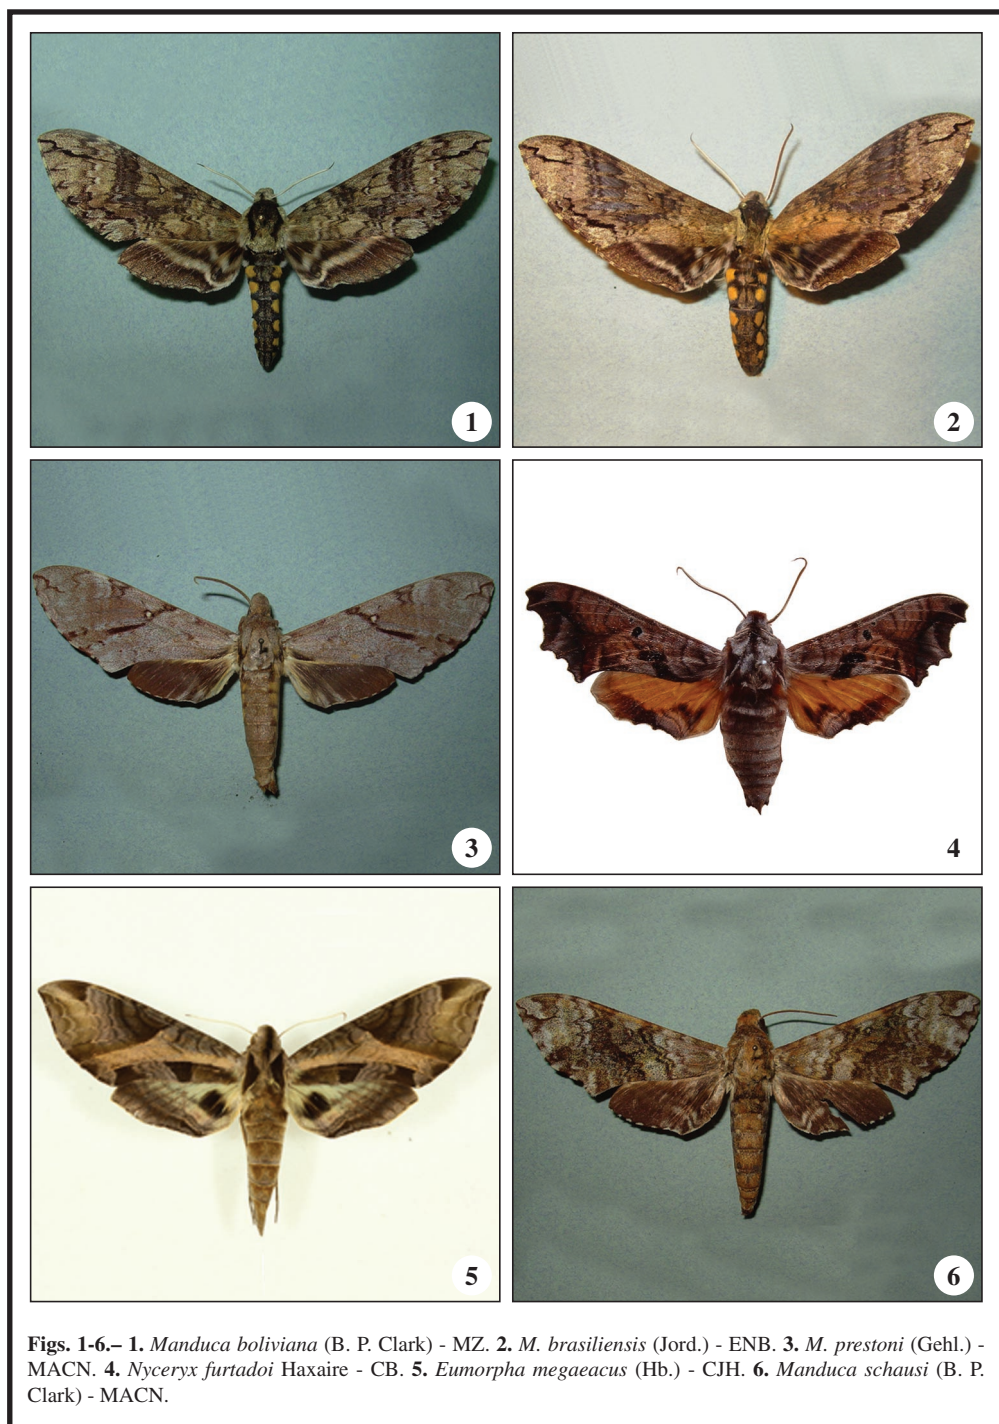 1
2
3
4
5
6
Figs. 1-6.– 1. Manduca boliviana (B. P. Clark) - MZ. 2. M. brasiliensis (Jord.) - ENB. 3. M. prestoni (Gehl.) -
MACN. 4. Nyceryx furtadoi Haxaire - CB. 5. Eumorpha megaeacus (Hb.) - CJH. 6. Manduca schausi (B. P.
Clark) - MACN.